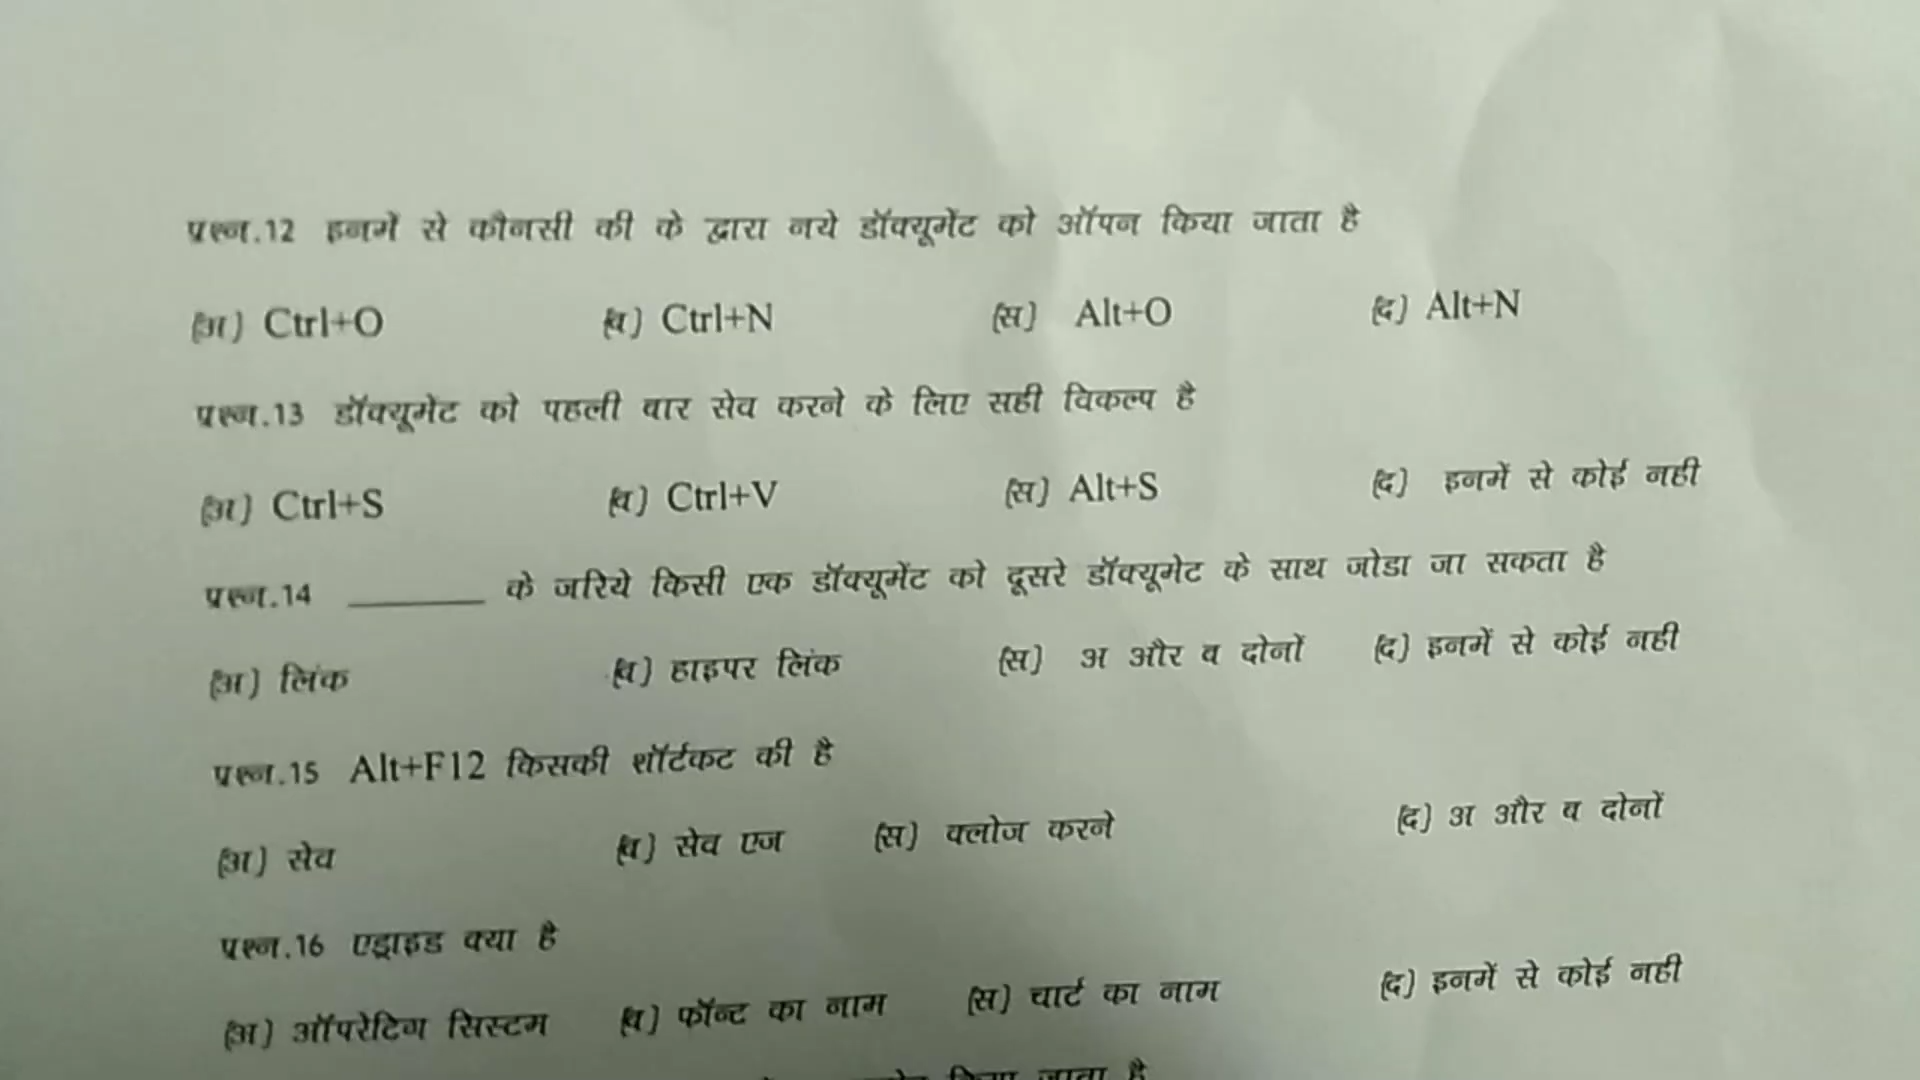 प्रश्न.12 इनमें से कौनसी की के द्वारा नये डॉक्यूमेंट को ऑपन किया जाता है
(अ) Ctrl+O (ब) Ctrl+N (स) Alt+O (द) Alt+N
प्रश्न.13 डॉक्यूमेट को पहली बार सेव करने के लिए सही विकल्प है
(अ) Ctrl+S (ब) Ctrl+V (स) Alt+S (द) इनमें से कोई नही
प्रश्न.14 ________ के जरिये किसी एक डॉक्यूमेंट को दूसरे डॉक्यूमेट के साथ जोडा जा सकता है
(अ) लिंक (ब) हाइपर लिंक (स) अ और ब दोनों (द) इनमें से कोई नही
प्रश्न.15 Alt+F12 किसकी शॉर्टकट की है
(अ) सेव (ब) सेव एज (स) क्लोज करने (द) अ और ब दोनों
प्रश्न.16 एड्राइड क्या है
(अ) ऑपरेटिग सिस्टम (ब) फॉन्ट का नाम (स) चार्ट का नाम (द) इनमें से कोई नही
किया जाता है